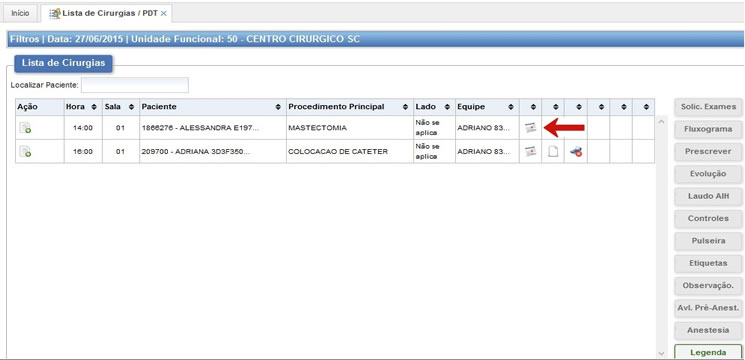 Início
Lista de Cirurgias / PDT ×
Filtros | Data: 27/06/2015 | Unidade Funcional: 50 - CENTRO CIRURGICO SC
Lista de Cirurgias
Localizar Paciente:
Ação Hora Sala Paciente Procedimento Principal Lado Equipe
14:00 01 1866276 - ALESSANDRA E197... MASTECTOMIA Não se aplica ADRIANO 83...
16:00 01 209700 - ADRIANA 3D3F350... COLOCACAO DE CATETER Não se aplica ADRIANO 83...
Solic. Exames
Fluxograma
Prescrever
Evolução
Laudo AIH
Controles
Pulseira
Etiquetas
Observação.
Avl. Pré-Anest.
Anestesia
Legenda